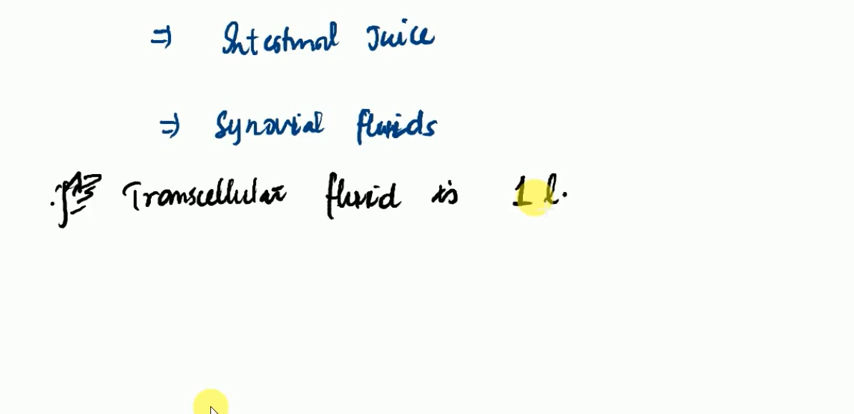 ⇒ Intestinal Juice
⇒ Synovial fluids
Transcellular fluid is 1 l.